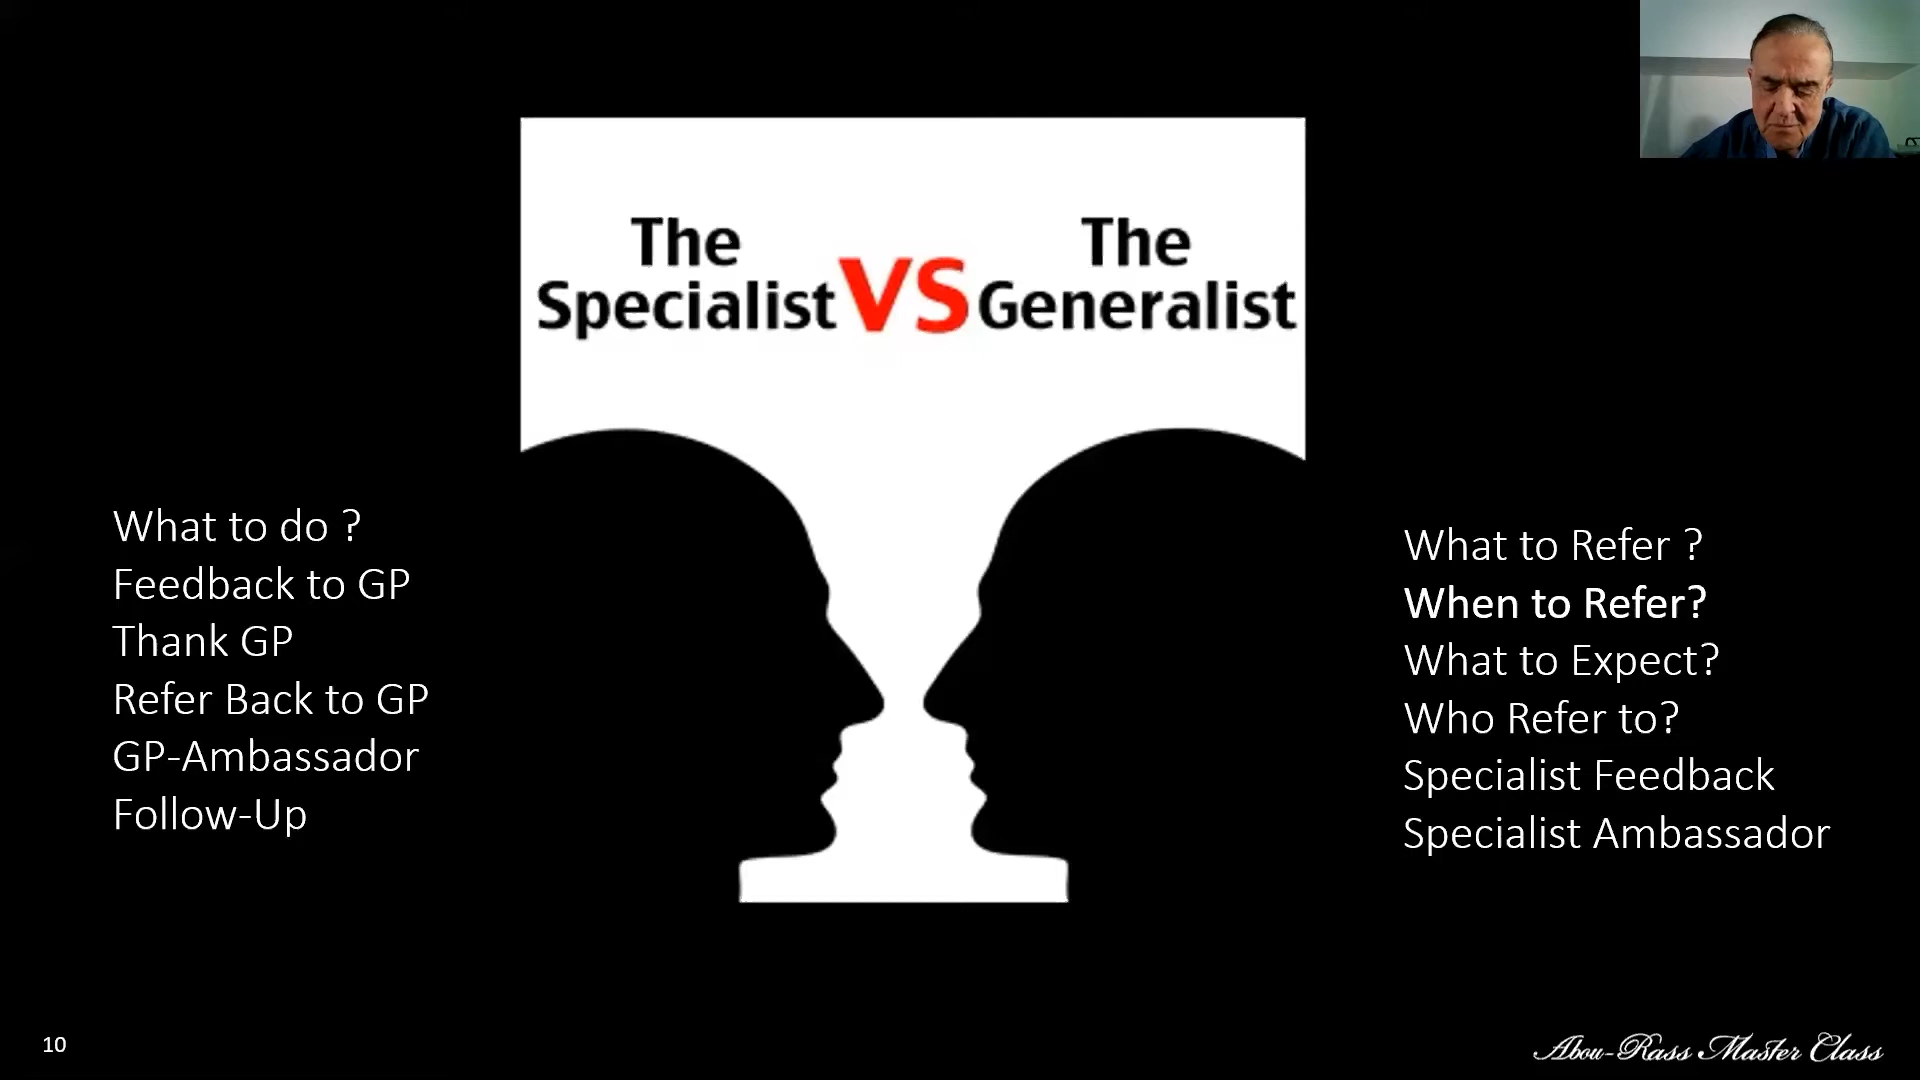 The
Specialist
VS
The
Generalist
What to do ?
Feedback to GP
Thank GP
Refer Back to GP
GP-Ambassador
Follow-Up
What to Refer ?
When to Refer?
What to Expect?
Who Refer to?
Specialist Feedback
Specialist Ambassador
10
Abou-Rass Master Class